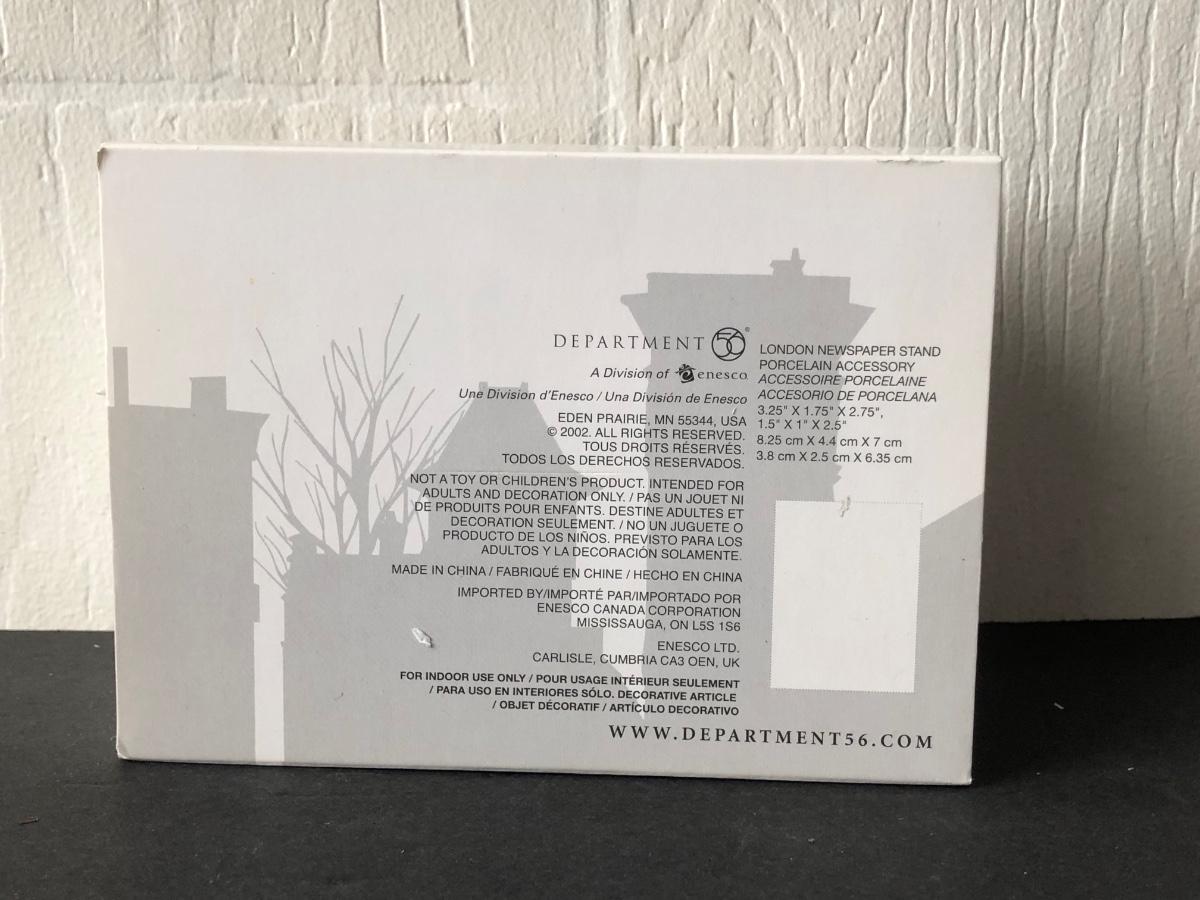 DEPARTMENT 56®
A Division of enesco
Une Division d'Enesco / Una División de Enesco
EDEN PRAIRIE, MN 55344, USA
© 2002. ALL RIGHTS RESERVED.
TOUS DROITS RÉSERVÉS.
TODOS LOS DERECHOS RESERVADOS.
NOT A TOY OR CHILDREN'S PRODUCT. INTENDED FOR
ADULTS AND DECORATION ONLY. / PAS UN JOUET NI
DE PRODUITS POUR ENFANTS. DESTINE ADULTES ET
DECORATION SEULEMENT. / NO UN JUGUETE O
PRODUCTO DE LOS NIÑOS. PREVISTO PARA LOS
ADULTOS Y LA DECORACIÓN SOLAMENTE.
MADE IN CHINA / FABRIQUÉ EN CHINE / HECHO EN CHINA
IMPORTED BY/IMPORTÉ PAR/IMPORTADO POR
ENESCO CANADA CORPORATION
MISSISSAUGA, ON L5S 1S6
ENESCO LTD.
CARLISLE, CUMBRIA CA3 OEN, UK
FOR INDOOR USE ONLY / POUR USAGE INTÉRIEUR SEULEMENT
/ PARA USO EN INTERIORES SÓLO. DECORATIVE ARTICLE
/ OBJET DÉCORATIF / ARTÍCULO DECORATIVO
LONDON NEWSPAPER STAND
PORCELAIN ACCESSORY
ACCESSOIRE PORCELAINE
ACCESORIO DE PORCELANA
3.25" X 1.75" X 2.75",
1.5" X 1" X 2.5"
8.25 cm X 4.4 cm X 7 cm
3.8 cm X 2.5 cm X 6.35 cm
WWW.DEPARTMENT56.COM